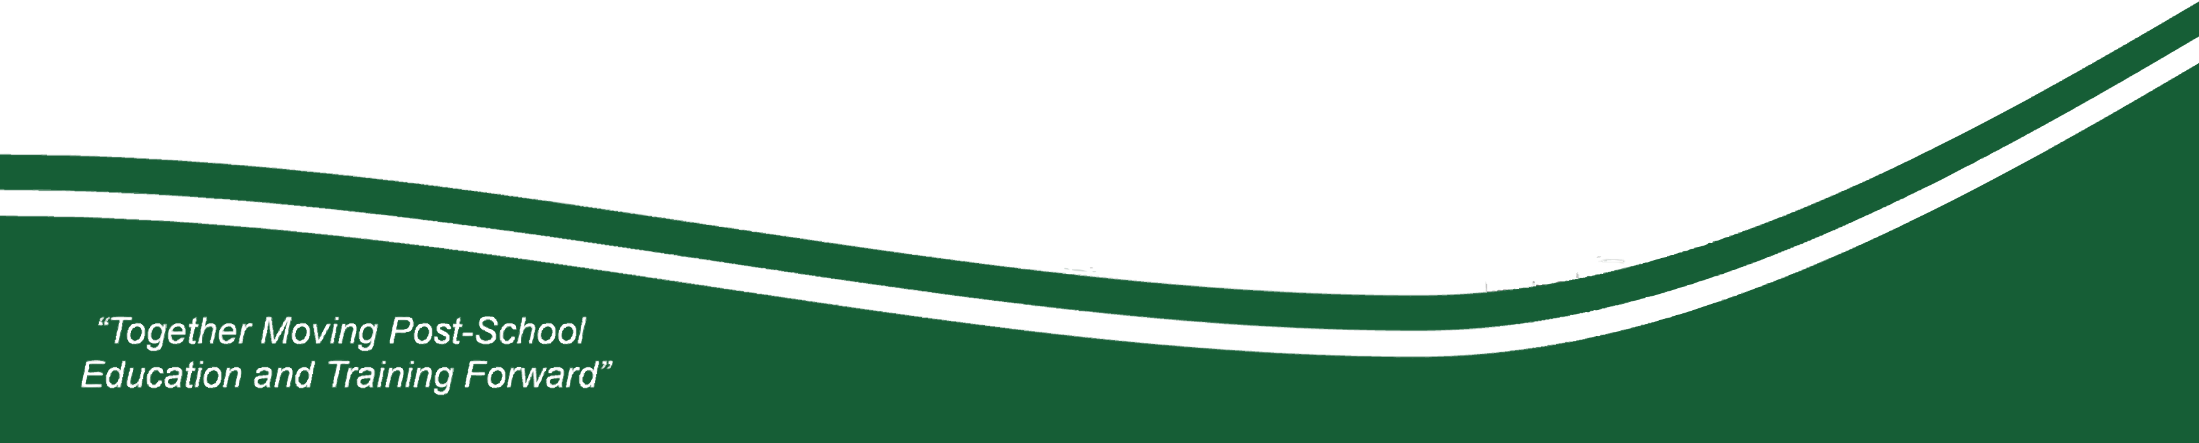 “Together Moving Post-School
Education and Training Forward”